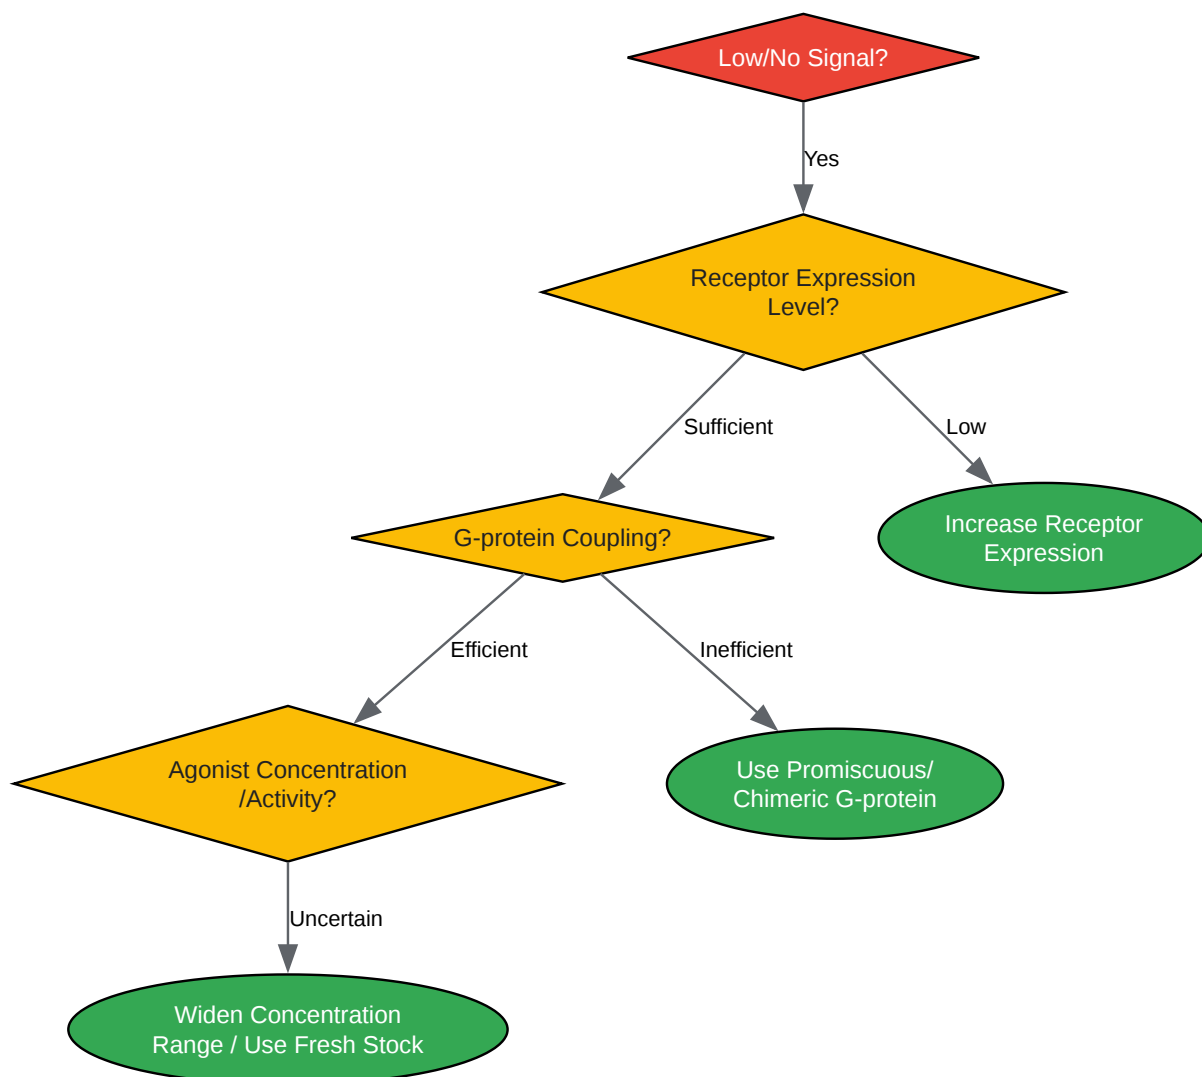 Low/No Signal?
Yes
Receptor Expression
Level?
Sufficient
Low
G-protein Coupling?
Increase Receptor
Expression
Efficient
Inefficient
Agonist Concentration
/Activity?
Use Promiscuous/
Chimeric G-protein
Uncertain
Widen Concentration
Range / Use Fresh Stock